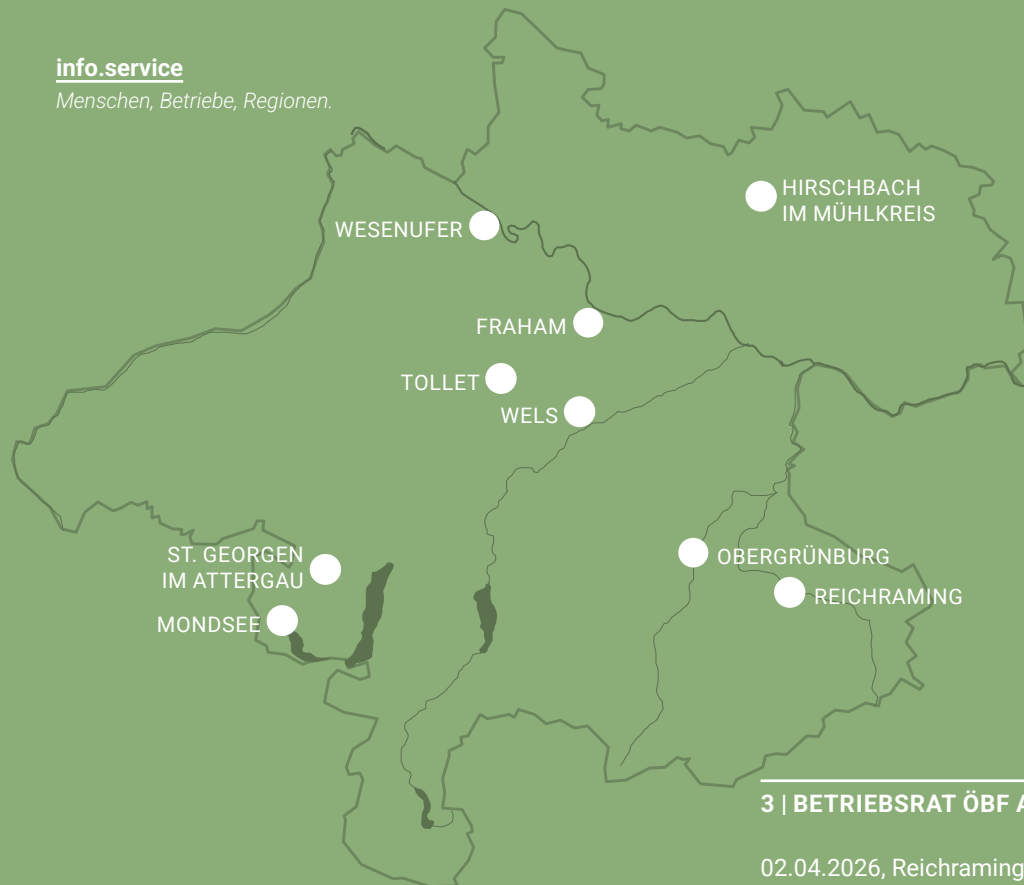 info.service
Menschen, Betriebe, Regionen.
HIRSCHBACH
IM MÜHLKREIS
WESENUFER
FRAHAM
TOLLET
WELS
ST. GEORGEN
IM ATTERGAU
OBERGRÜNBURG
REICHRAMING
MONDSEE
3 | BETRIEBSRAT ÖBF A
02.04.2026, Reichraming